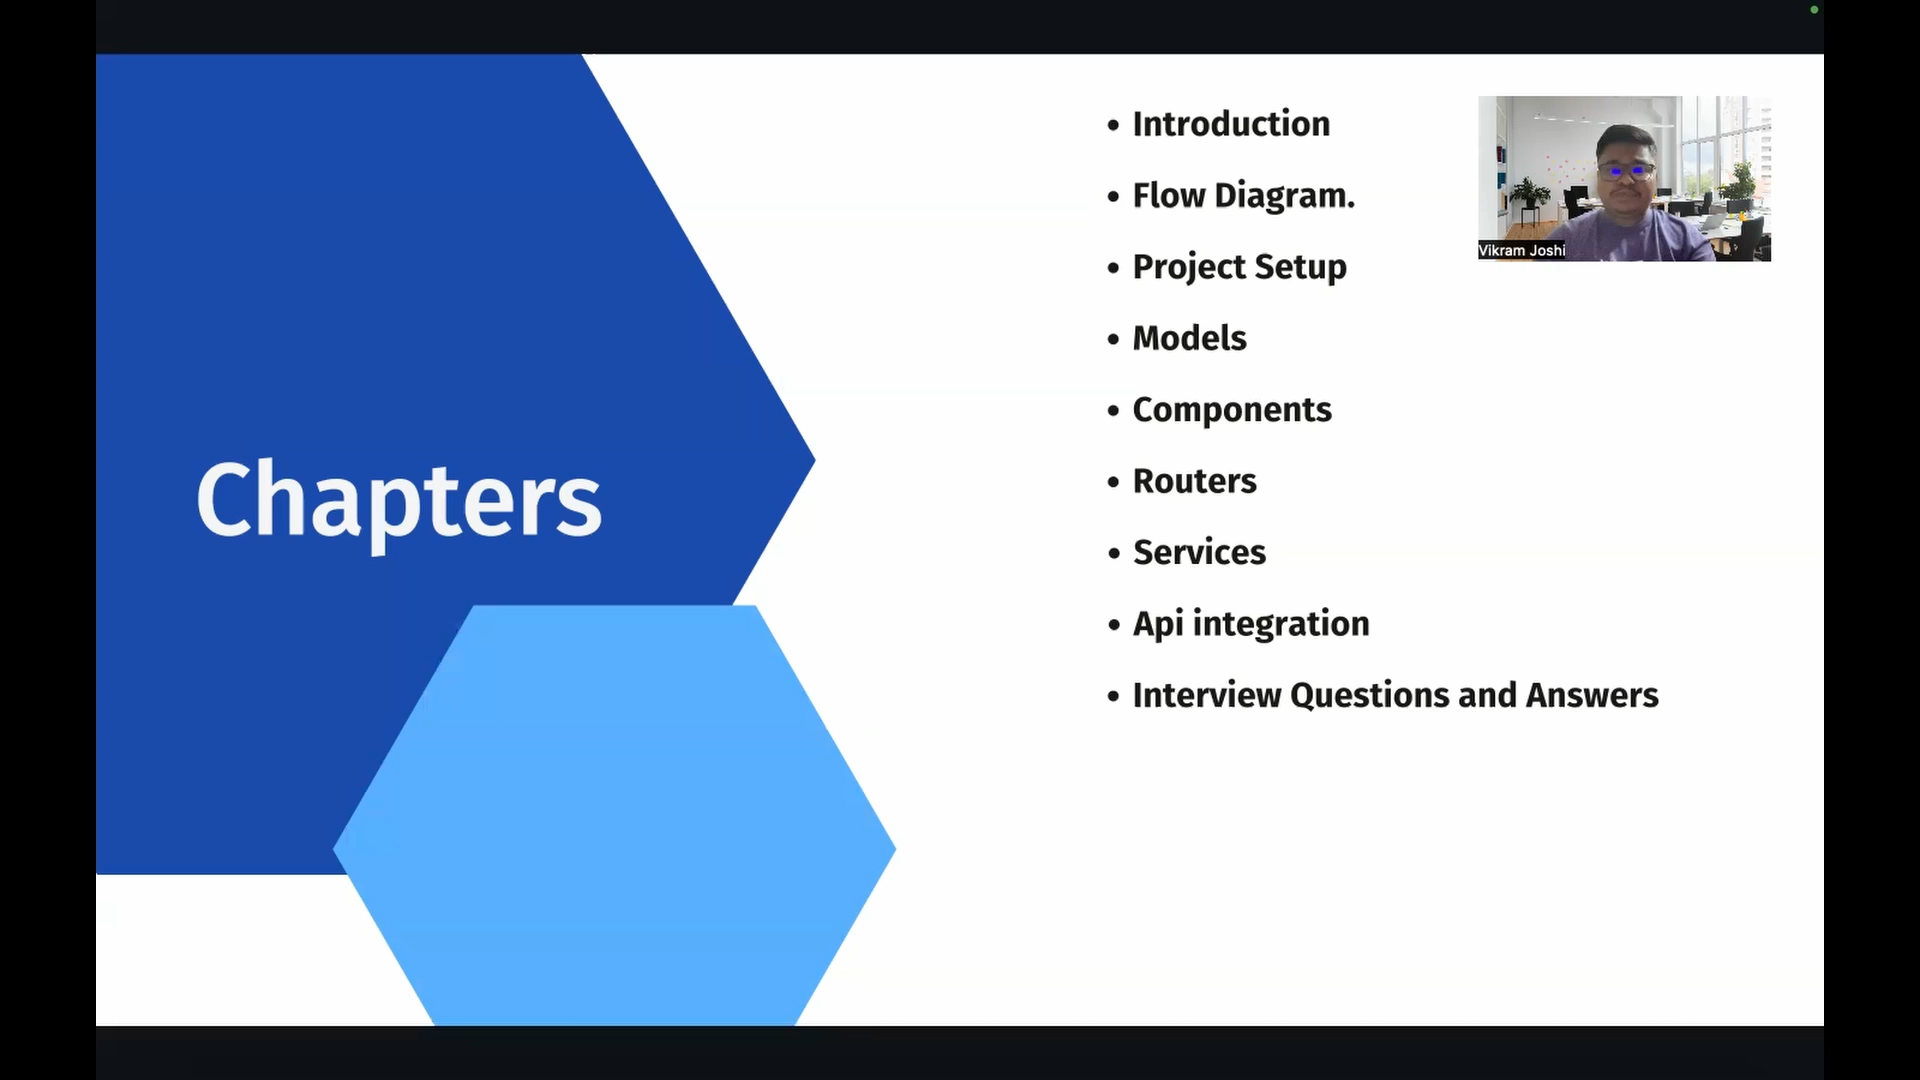 Chapters
• Introduction
• Flow Diagram.
• Project Setup
• Models
• Components
• Routers
• Services
• Api integration
• Interview Questions and Answers
Vikram Joshi